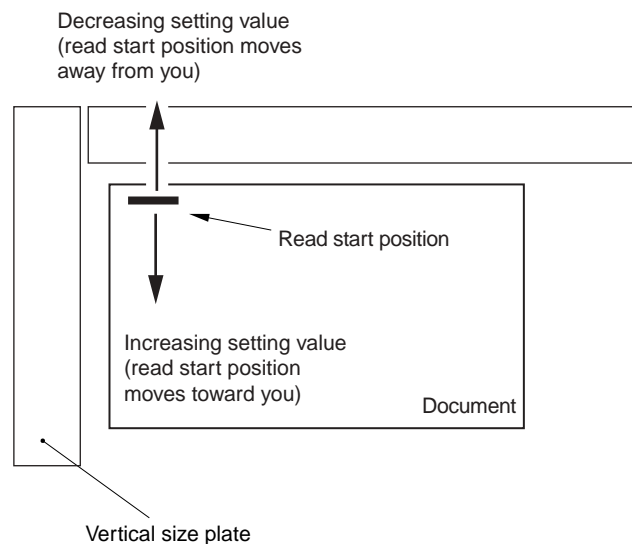 Decreasing setting value
(read start position moves
away from you)
Read start position
Increasing setting value
(read start position
moves toward you)
Document
Vertical size plate